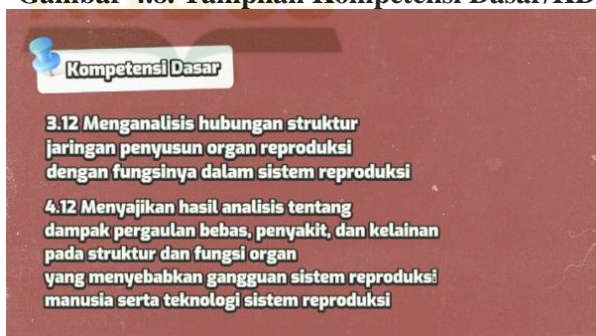 Gambar 4.8. Tampilan Kompetensi Dasar/KD
Kompetensi Dasar
3.12 Menganalisis hubungan struktur
jaringan penyusun organ reproduksi
dengan fungsinya dalam sistem reproduksi
4.12 Menyajikan hasil analisis tentang
dampak pergaulan bebas, penyakit, dan kelainan
pada struktur dan fungsi organ
yang menyebabkan gangguan sistem reproduksi
manusia serta teknologi sistem reproduksi